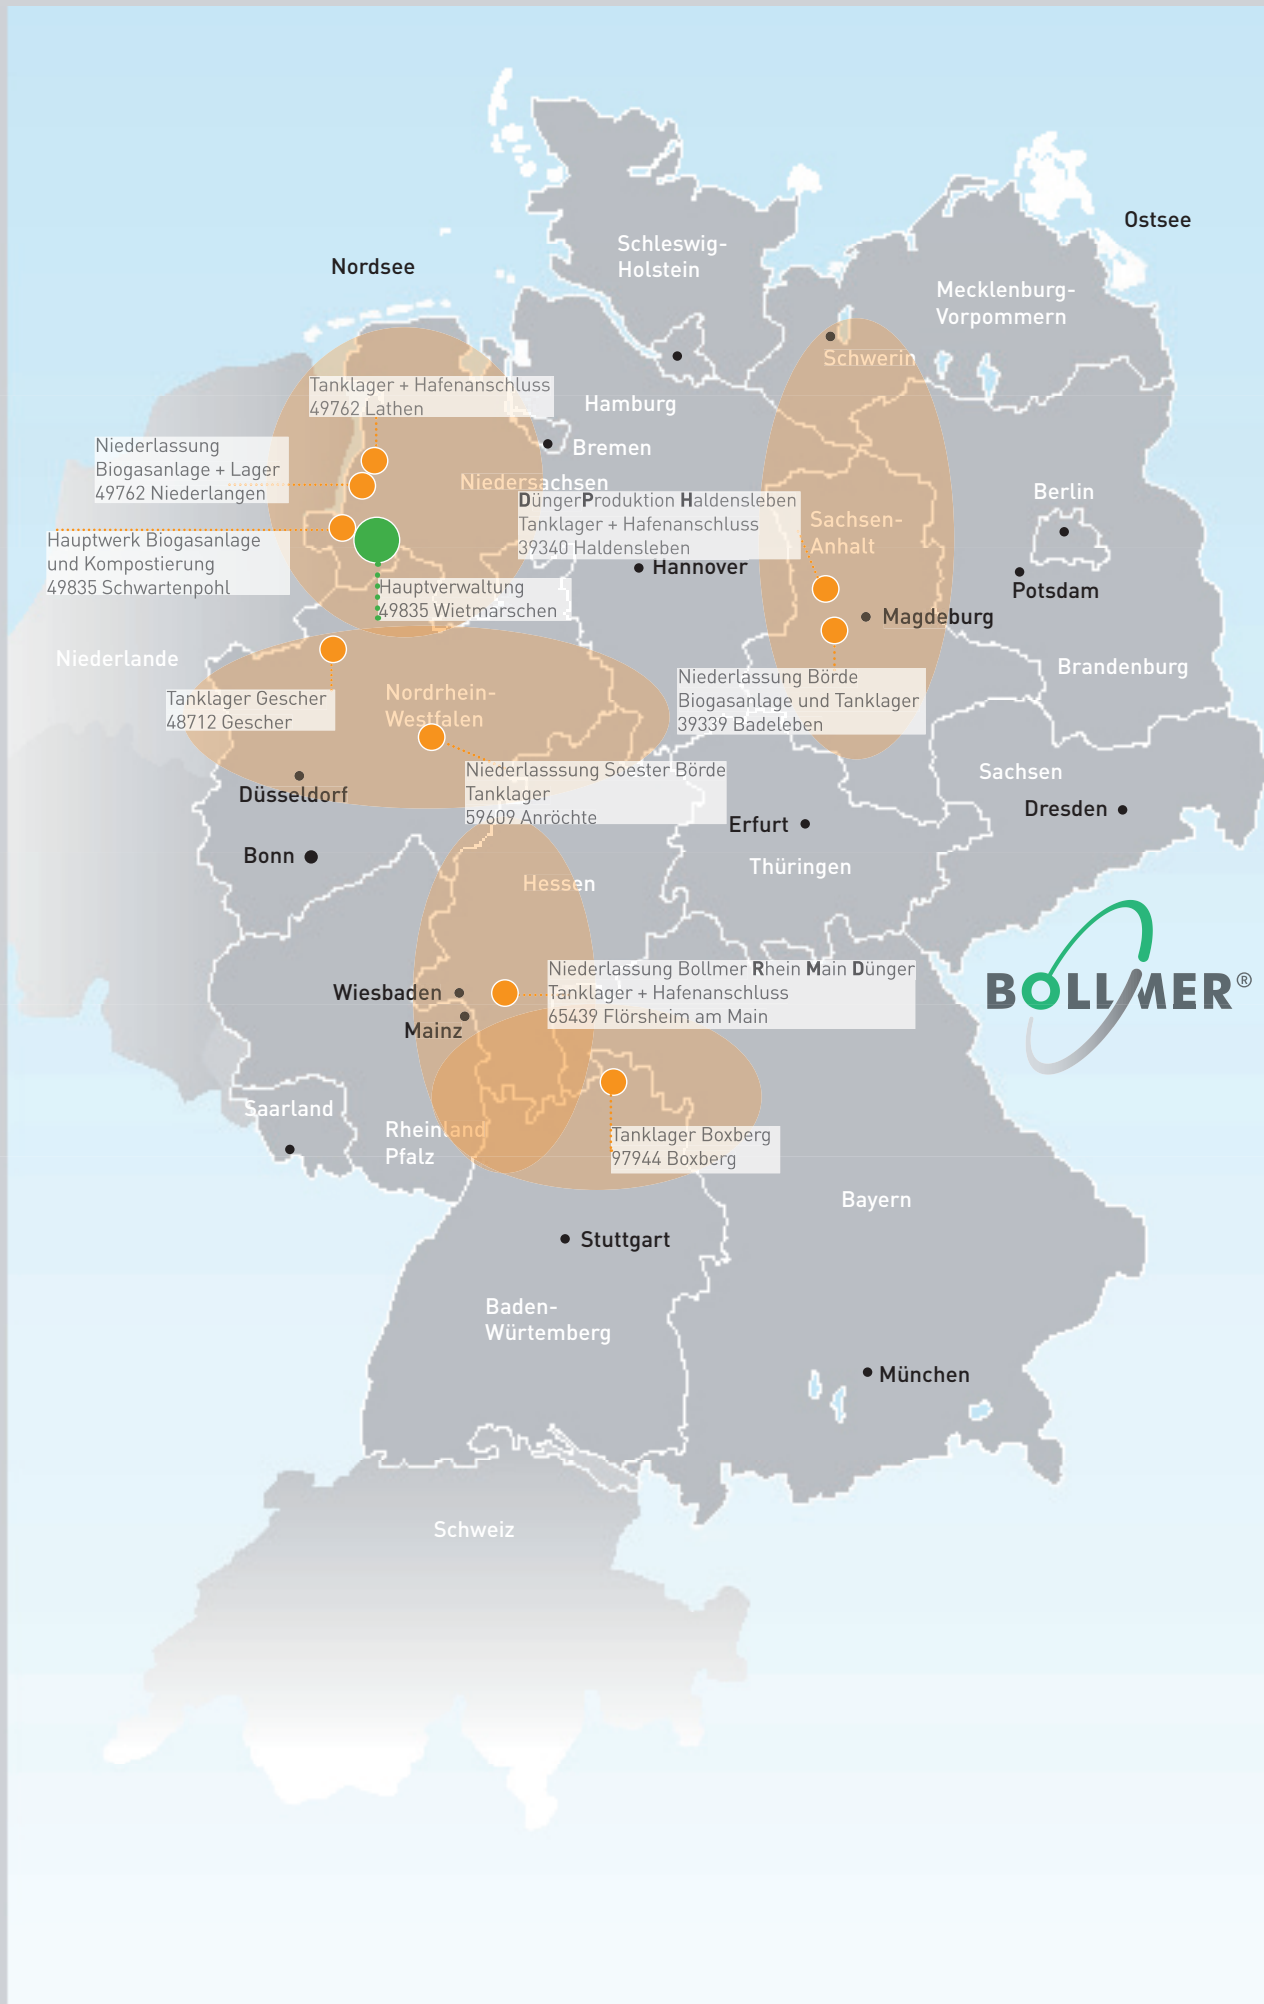 Ostsee
Schleswig-
Holstein
Nordsee
Mecklenburg-
Vorpommern
Schwerin
Tanklager + Hafenanschluss
49762 Lathen
Hamburg
Bremen
Niederlassung
Biogasanlage + Lager
49762 Niederlangen
Niedersachsen
DüngerProduktion Haldensleben
Tanklager + Hafenanschluss
39340 Haldensleben
Sachsen-
Anhalt
Berlin
Hauptwerk Biogasanlage
und Kompostierung
49835 Schwartenpohl
Hannover
Hauptverwaltung
49835 Wietmarschen
Potsdam
Magdeburg
Niederlande
Brandenburg
Niederlassung Börde
Biogasanlage und Tanklager
39339 Badeleben
Tanklager Gescher
48712 Gescher
Nordrhein-
Westfalen
Niederlasssung Soester Börde
Tanklager
59609 Anröchte
Sachsen
Düsseldorf
Dresden
Erfurt
Bonn
Thüringen
Hessen
Niederlassung Bollmer Rhein Main Dünger
Tanklager + Hafenanschluss
65439 Flörsheim am Main
BOLLMER®
Wiesbaden
Mainz
Saarland
Rheinland
Pfalz
Tanklager Boxberg
97944 Boxberg
Bayern
Stuttgart
Baden-
Würtemberg
München
Schweiz